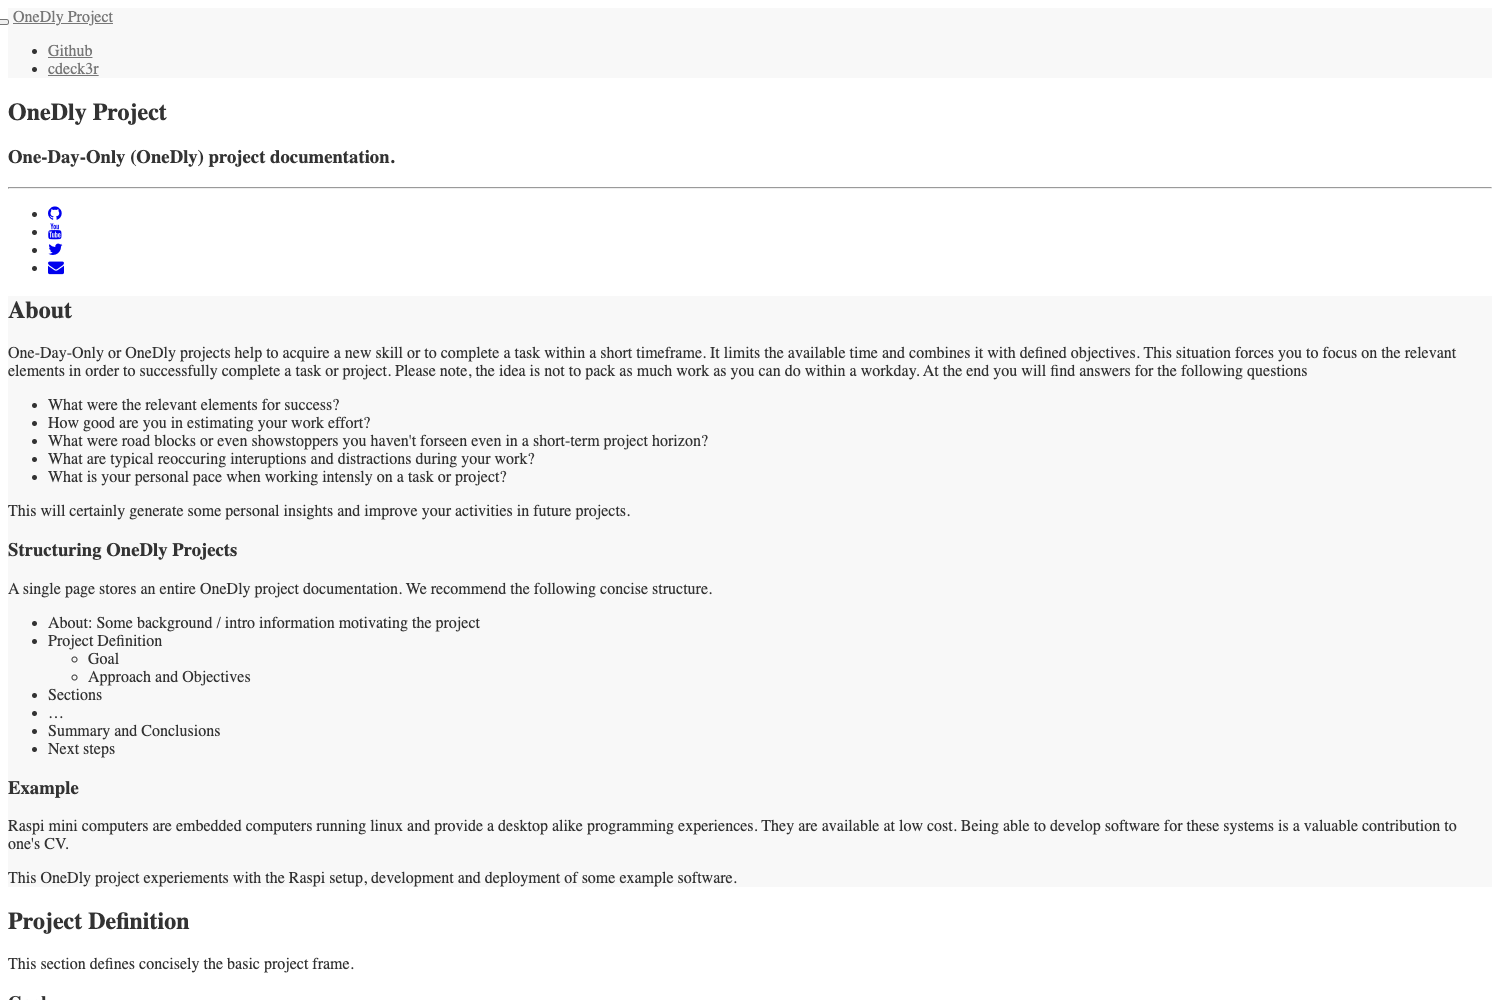 OneDly Project
Github
cdeck3r
OneDly Project
One-Day-Only (OneDly) project documentation.
About
One-Day-Only or OneDly projects help to acquire a new skill or to complete a task within a short timeframe. It limits the available time and combines it with defined objectives. This situation forces you to focus on the relevant
elements in order to successfully complete a task or project. Please note, the idea is not to pack as much work as you can do within a workday. At the end you will find answers for the following questions
What were the relevant elements for success?
How good are you in estimating your work effort?
What were road blocks or even showstoppers you haven't forseen even in a short-term project horizon?
What are typical reoccuring interuptions and distractions during your work?
What is your personal pace when working intensly on a task or project?
This will certainly generate some personal insights and improve your activities in future projects.
Structuring OneDly Projects
A single page stores an entire OneDly project documentation. We recommend the following concise structure.
About: Some background / intro information motivating the project
Project Definition
Goal
Approach and Objectives
Sections
…
Summary and Conclusions
Next steps
Example
Raspi mini computers are embedded computers running linux and provide a desktop alike programming experiences. They are available at low cost. Being able to develop software for these systems is a valuable contribution to
one's CV.
This OneDly project experiements with the Raspi setup, development and deployment of some example software.
Project Definition
This section defines concisely the basic project frame.